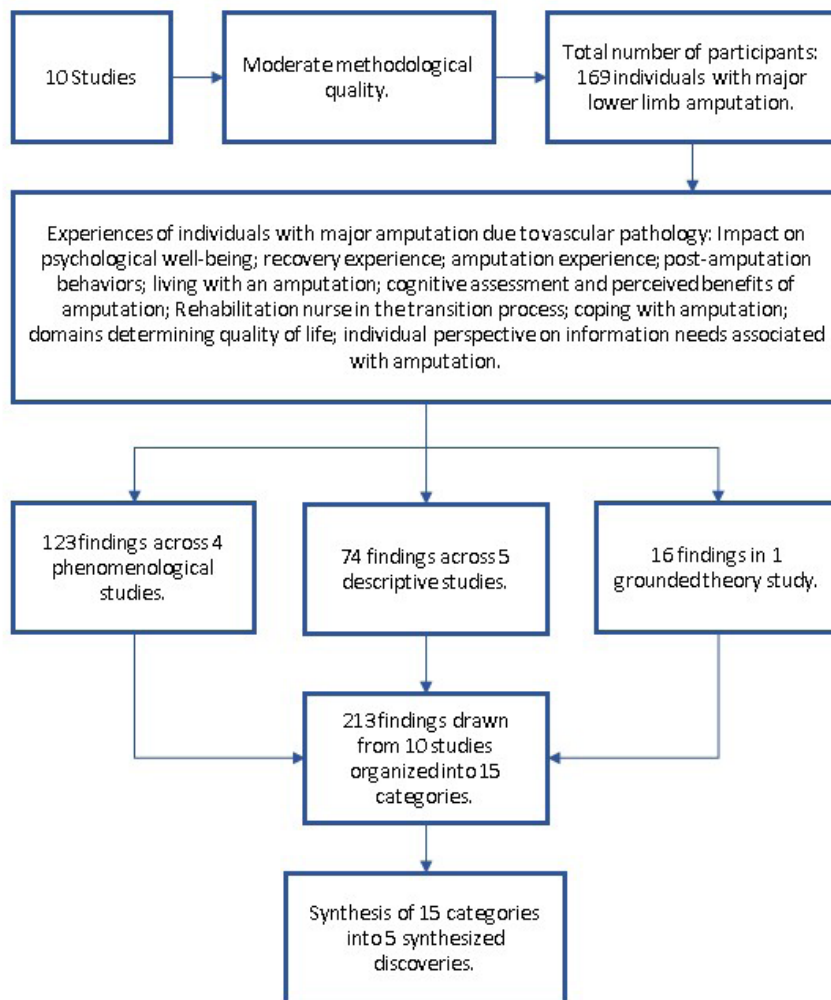 10 Studies
Moderate methodological
quality.
Total number of participants:
169 individuals with major
lower limb amputation.
Experiences of individuals with major amputation due to vascular pathology: Impact on
psychological well-being; recovery experience; amputation experience; post-amputation
behaviors; living with an amputation; cognitive assessment and perceived benefits of
amputation; Rehabilitation nurse in the transition process; coping with amputation;
domains determining quality of life; individual perspective on information needs associated
with amputation.
123 findings across 4
phenomenological
studies.
74 findings across 5
descriptive studies.
16 findings in 1
grounded theory study.
213 findings drawn
from 10 studies
organized into 15
categories.
Synthesis of 15 categories
into 5 synthesized
discoveries.